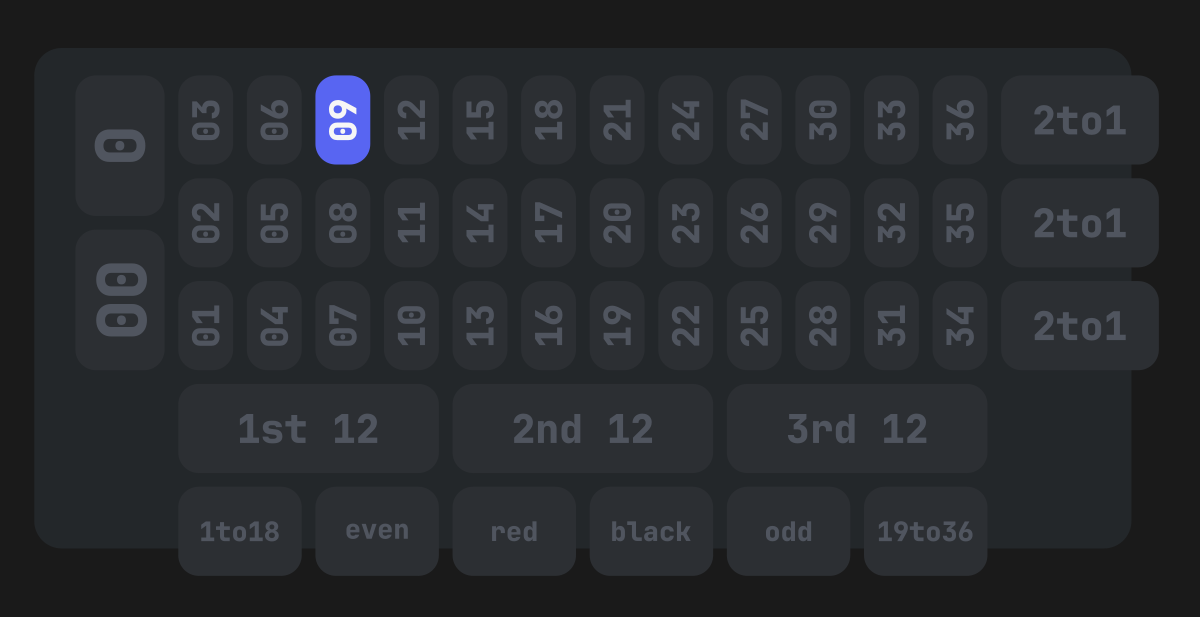 0 03 06 09 12 15 18 21 24 27 30 33 36 2to1
02 05 08 11 14 17 20 23 26 29 32 35 2to1
00 01 04 07 10 13 16 19 22 25 28 31 34 2to1
1st 12 2nd 12 3rd 12
1to18 even red black odd 19to36